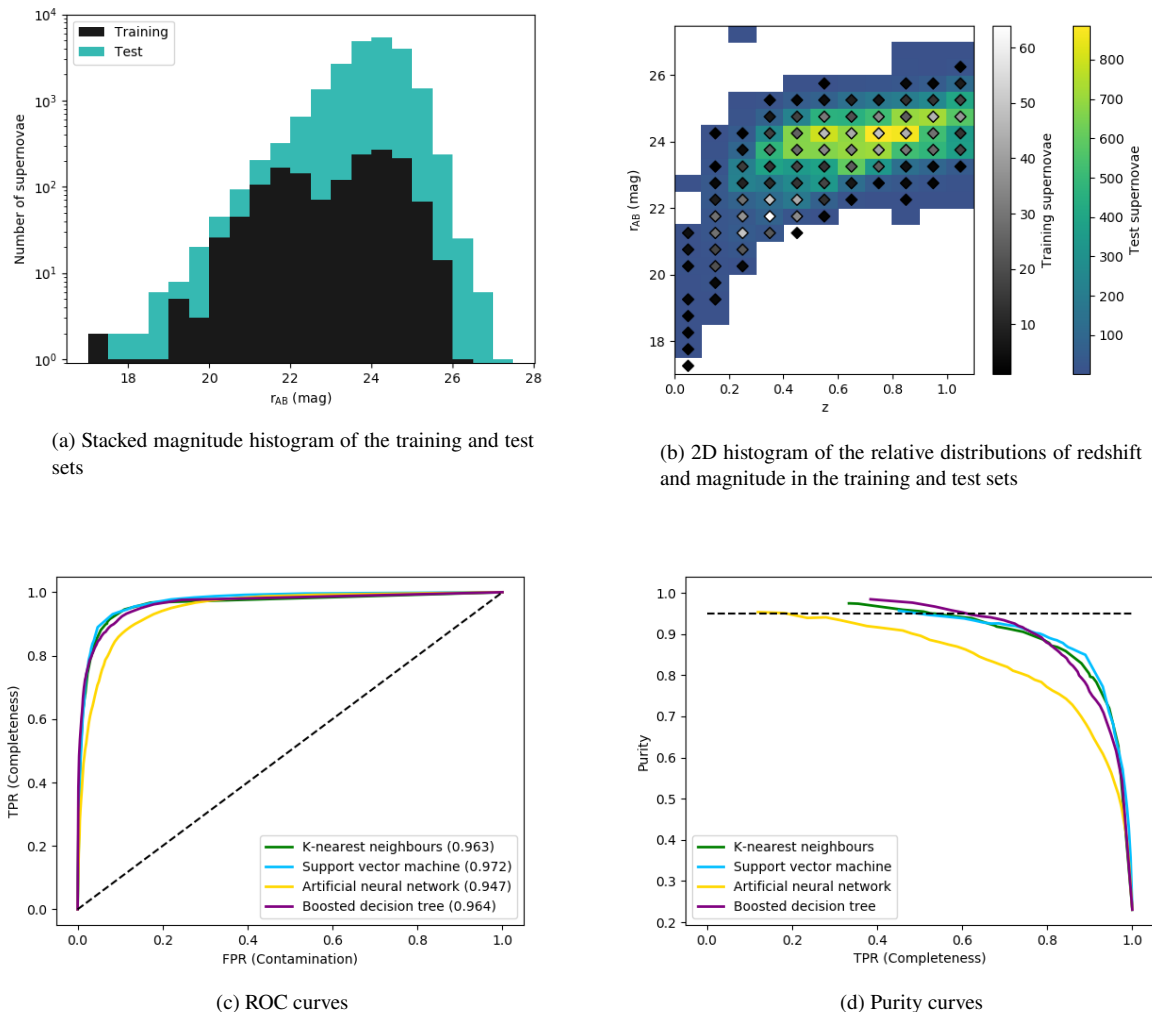 Training
Test
10⁴
10³
10²
10¹
10⁰
Number of supernovae
18 20 22 24 26 28
r_AB (mag)
(a) Stacked magnitude histogram of the training and test
sets
26
24
22
20
18
r_AB (mag)
0.0 0.2 0.4 0.6 0.8 1.0
z
60
50
40
30
20
10
Training supernovae
800
700
600
500
400
300
200
100
Test supernovae
(b) 2D histogram of the relative distributions of redshift
and magnitude in the training and test sets
1.0
0.8
0.6
0.4
0.2
0.0
TPR (Completeness)
K-nearest neighbours (0.963)
Support vector machine (0.972)
Artificial neural network (0.947)
Boosted decision tree (0.964)
0.0 0.2 0.4 0.6 0.8 1.0
FPR (Contamination)
(c) ROC curves
1.0
0.9
0.8
0.7
0.6
0.5
0.4
0.3
0.2
Purity
K-nearest neighbours
Support vector machine
Artificial neural network
Boosted decision tree
0.0 0.2 0.4 0.6 0.8 1.0
TPR (Completeness)
(d) Purity curves